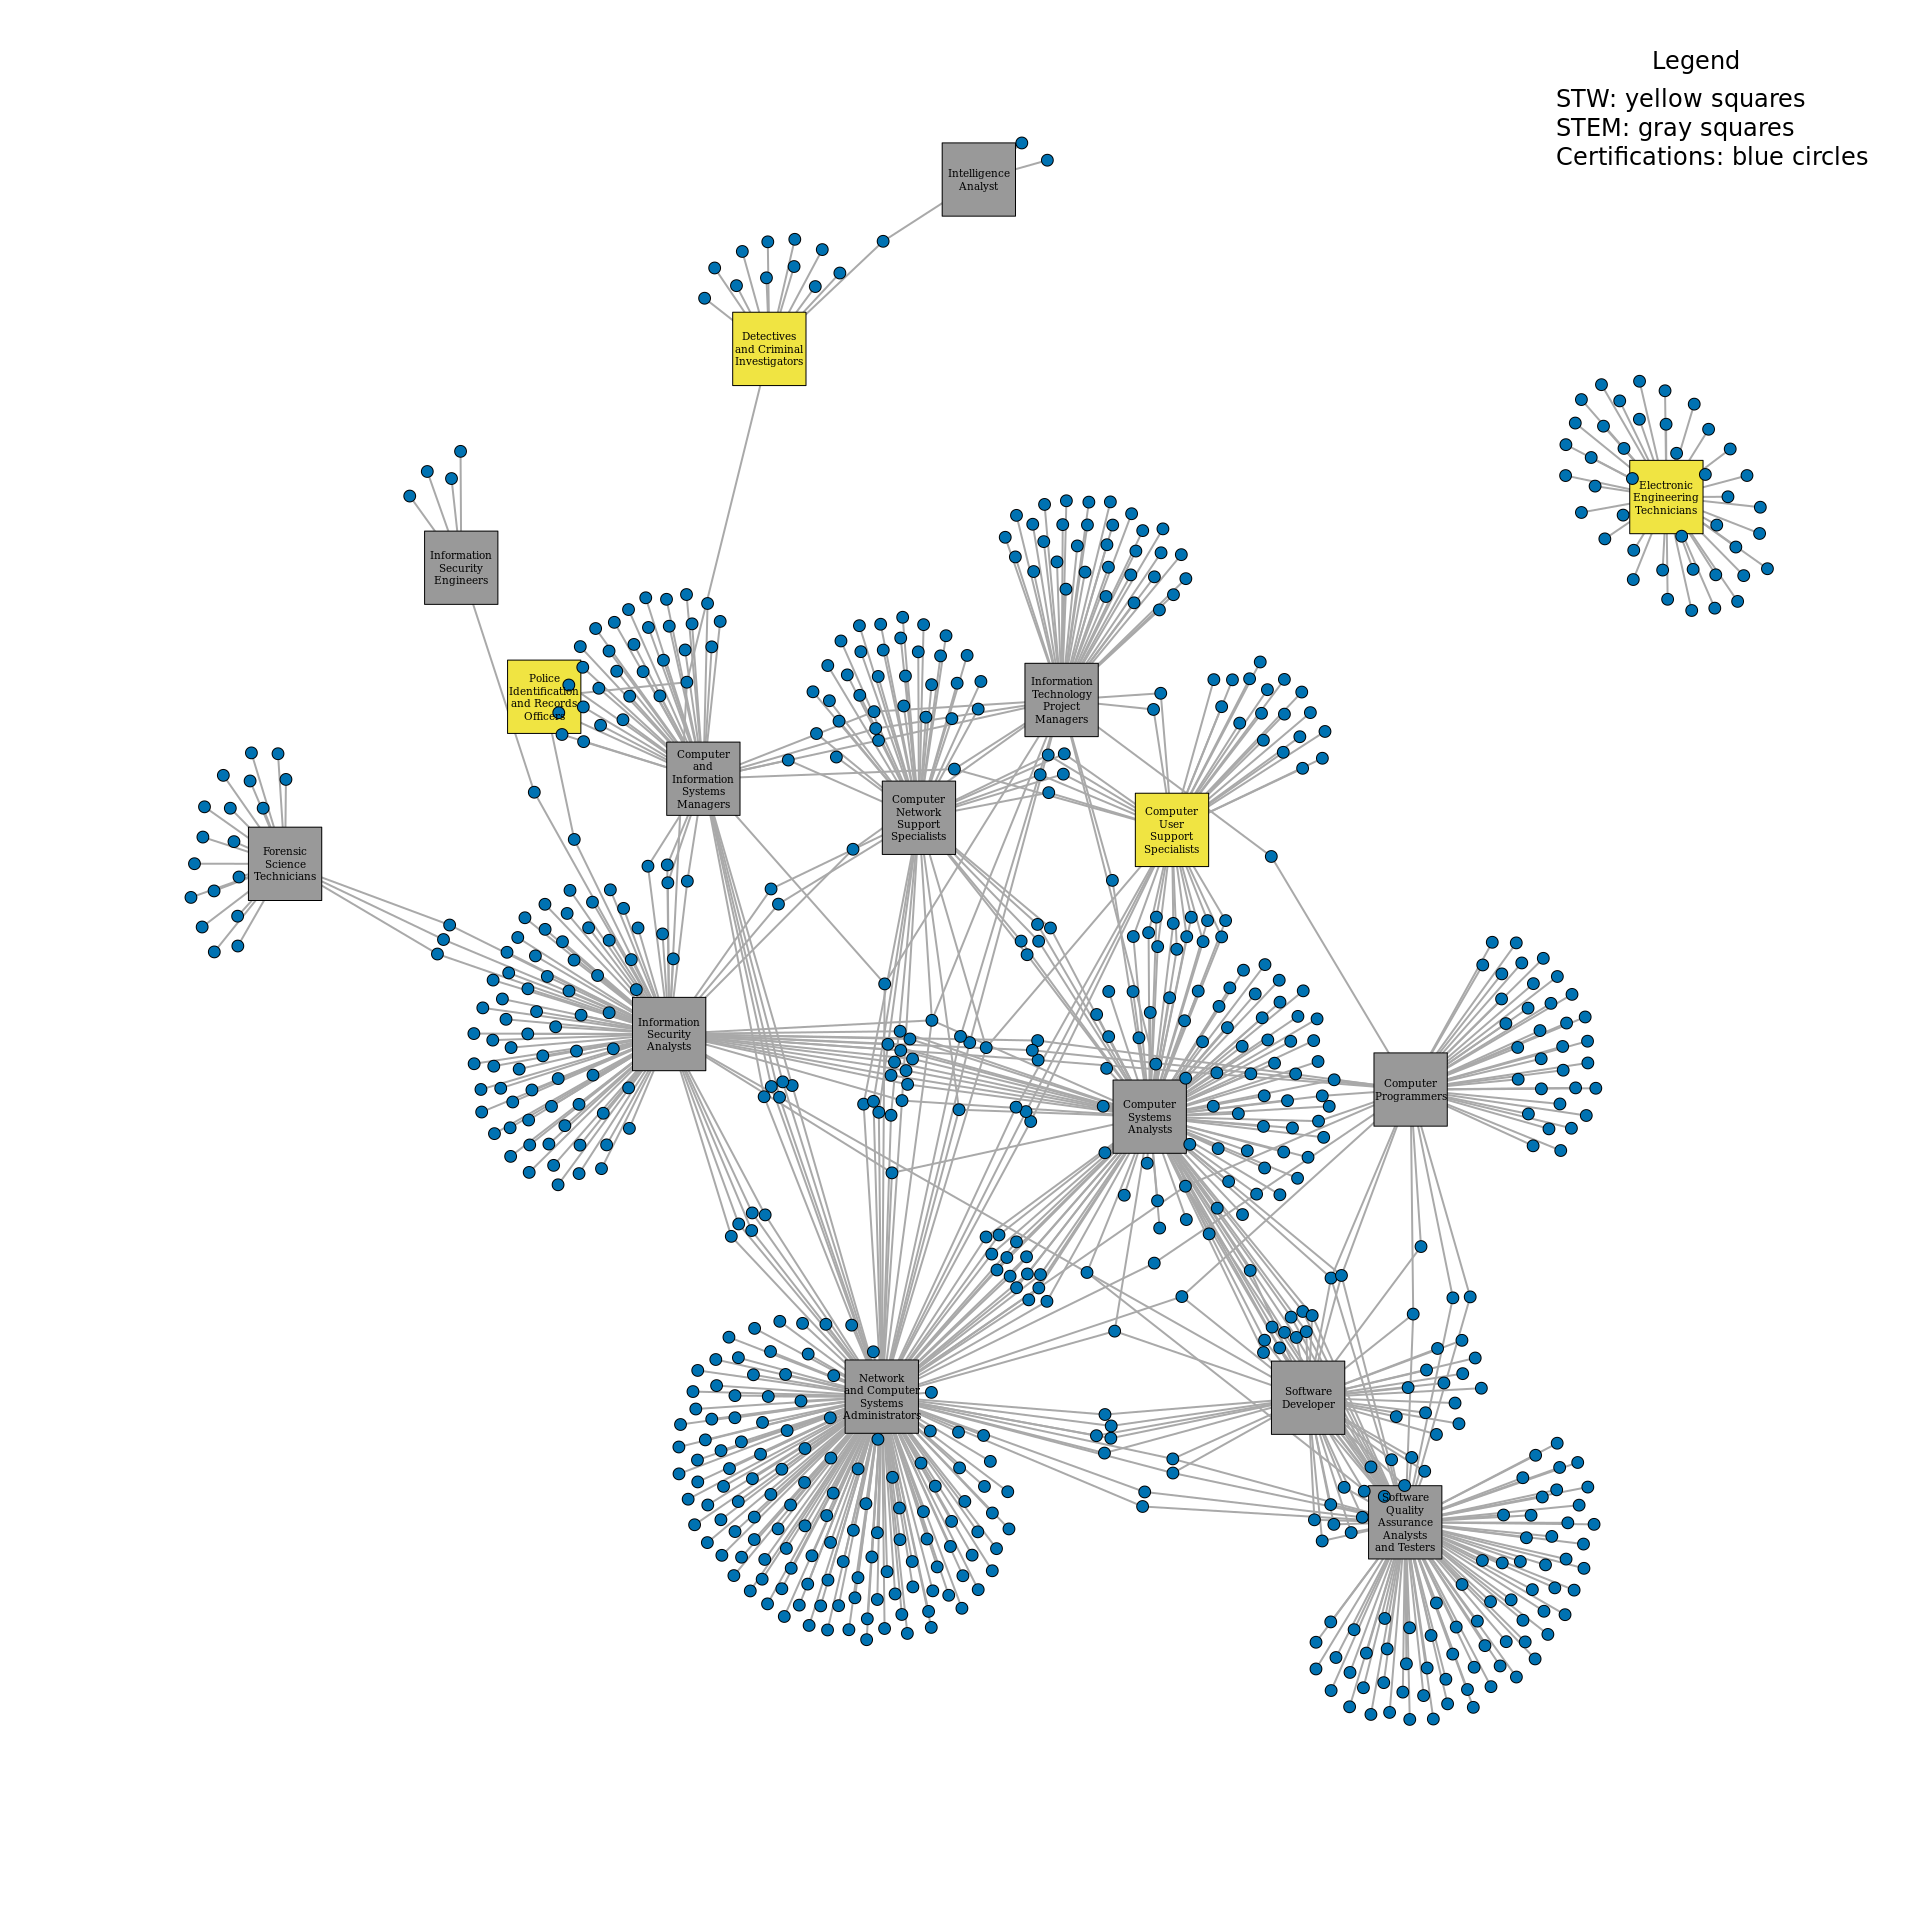 Legend
STW: yellow squares
STEM: gray squares
Certifications: blue circles
Intelligence
Analyst
Detectives
and Criminal
Investigators
Electronic
Engineering
Technicians
Information
Security
Engineers
Police
Identification
and Records
Officers
Information
Technology
Project
Managers
Computer
and
Information
Systems
Managers
Computer
Network
Support
Specialists
Computer
User
Support
Specialists
Forensic
Science
Technicians
Information
Security
Analysts
Computer
Systems
Analysts
Computer
Programmers
Network
and Computer
Systems
Administrators
Software
Developer
Software
Quality
Assurance
Analysts
and Testers